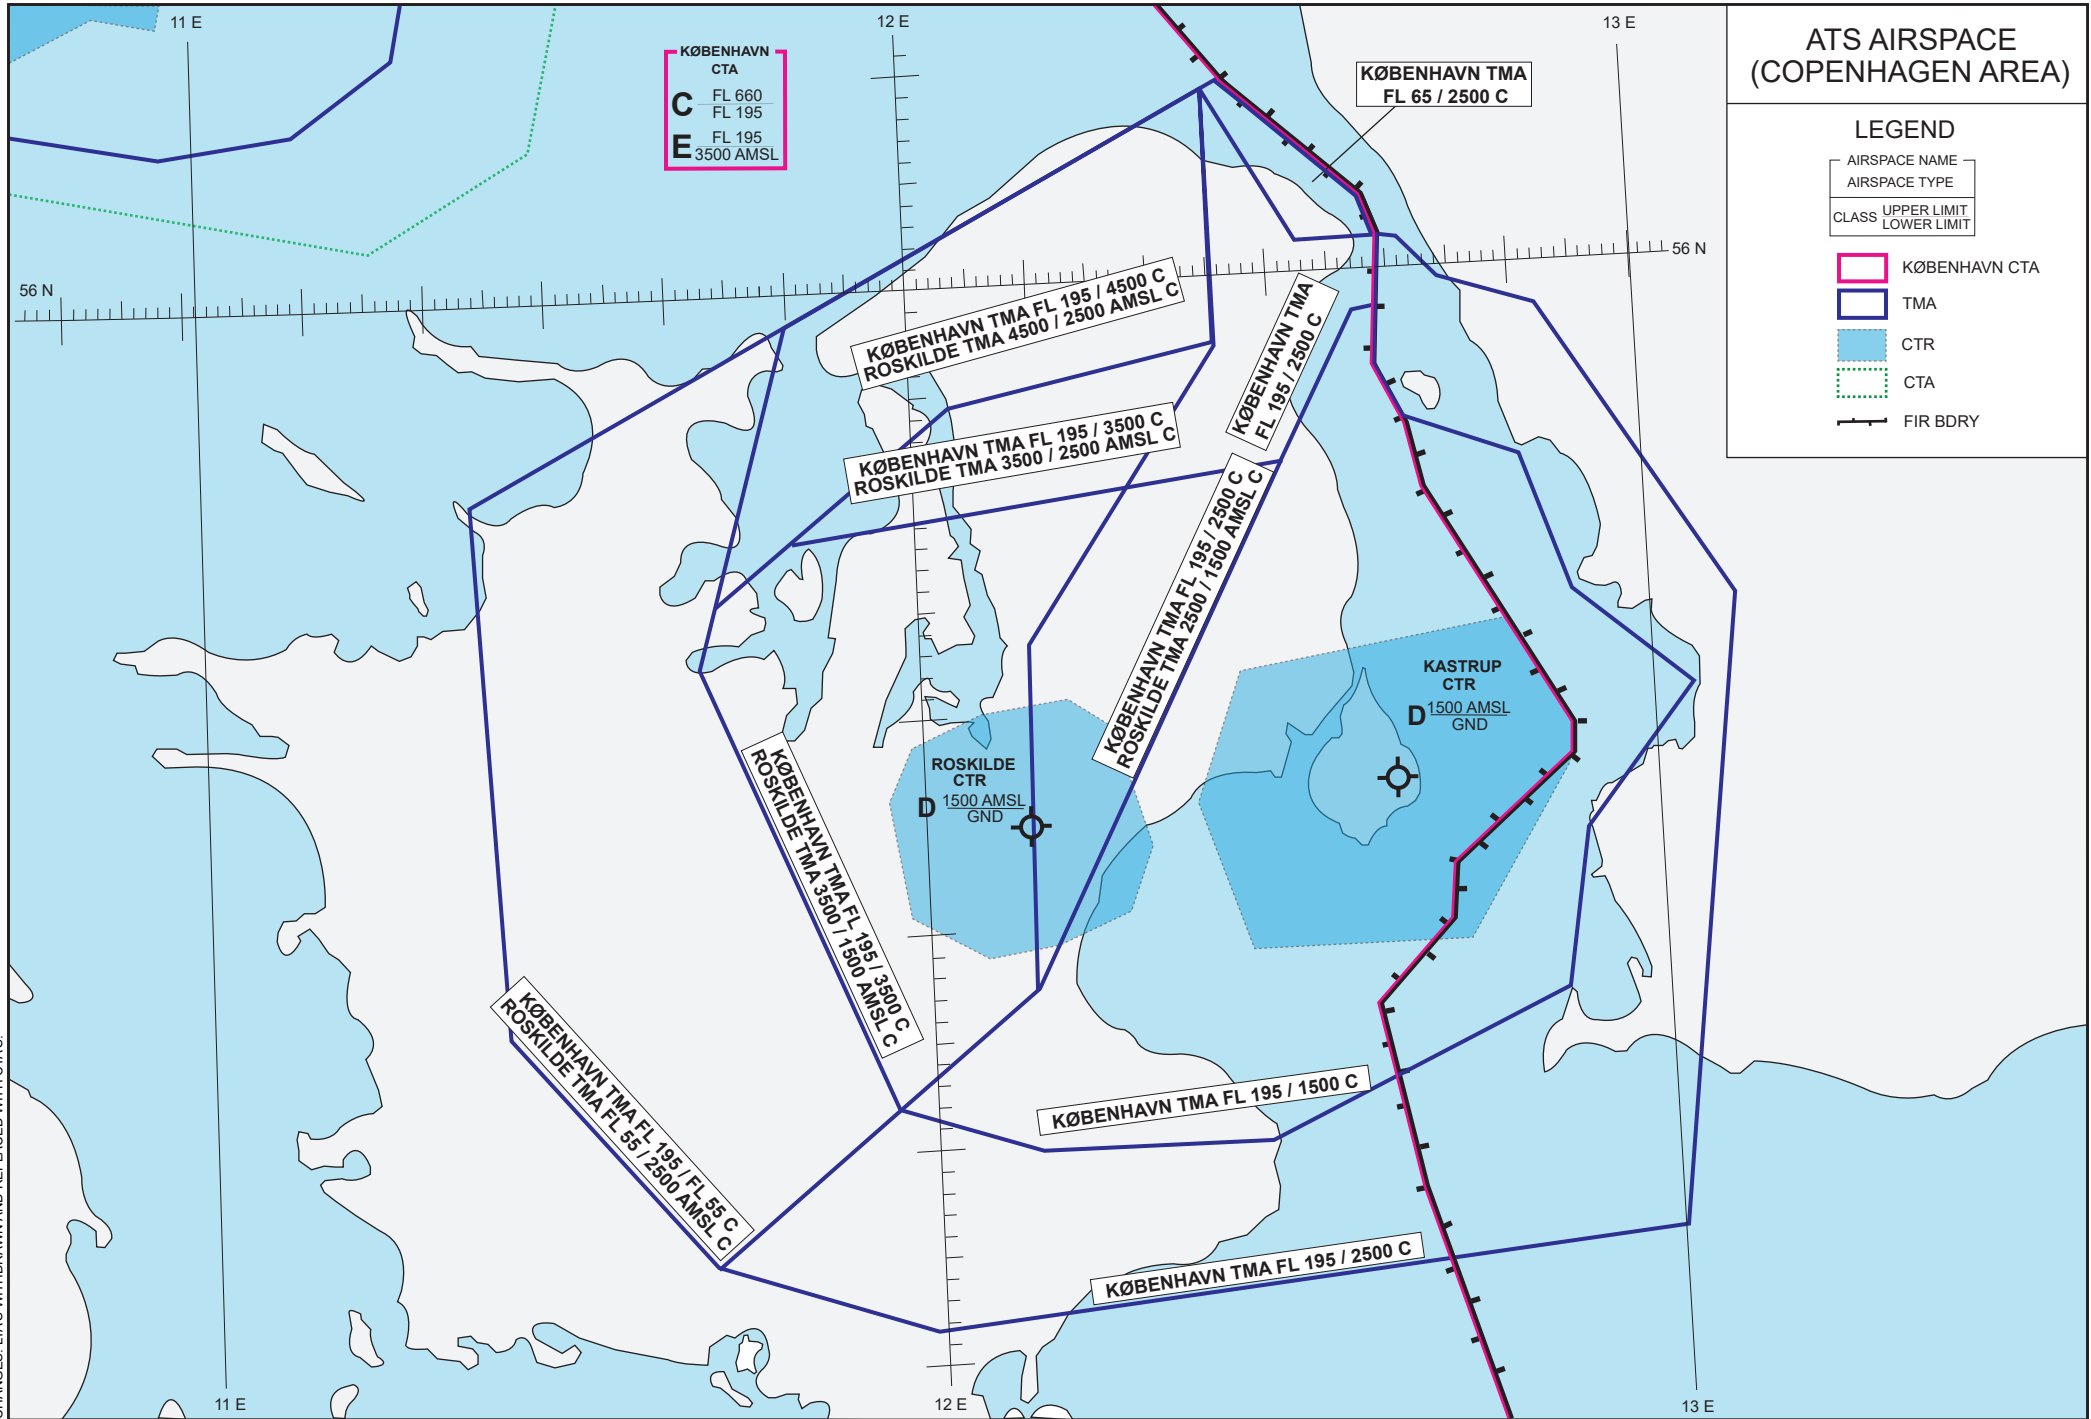 11 E
12 E
13 E
KØBENHAVN
CTA
C FL 660
FL 195
E FL 195
3500 AMSL
KØBENHAVN TMA
FL 65 / 2500 C
ATS AIRSPACE
(COPENHAGEN AREA)
LEGEND
AIRSPACE NAME
AIRSPACE TYPE
CLASS UPPER LIMIT
LOWER LIMIT
KØBENHAVN CTA
TMA
CTR
CTA
FIR BDRY
56 N
56 N
KØBENHAVN TMA FL 195 / 4500 C
ROSKILDE TMA 4500 / 2500 AMSL C
KØBENHAVN TMA
FL 195 / 2500 C
KØBENHAVN TMA FL 195 / 3500 C
ROSKILDE TMA 3500 / 2500 AMSL C
KØBENHAVN TMA FL 195 / 2500 C
ROSKILDE TMA 2500 / 1500 AMSL C
KASTRUP
CTR
D 1500 AMSL
GND
ROSKILDE
CTR
D 1500 AMSL
GND
KØBENHAVN TMA FL 195 / 3500 C
ROSKILDE TMA 3500 / 1500 AMSL C
KØBENHAVN TMA FL 195 / FL 55 C
ROSKILDE TMA FL 55 / 2500 AMSL C
KØBENHAVN TMA FL 195 / 1500 C
KØBENHAVN TMA FL 195 / 2500 C
11 E
12 E
13 E